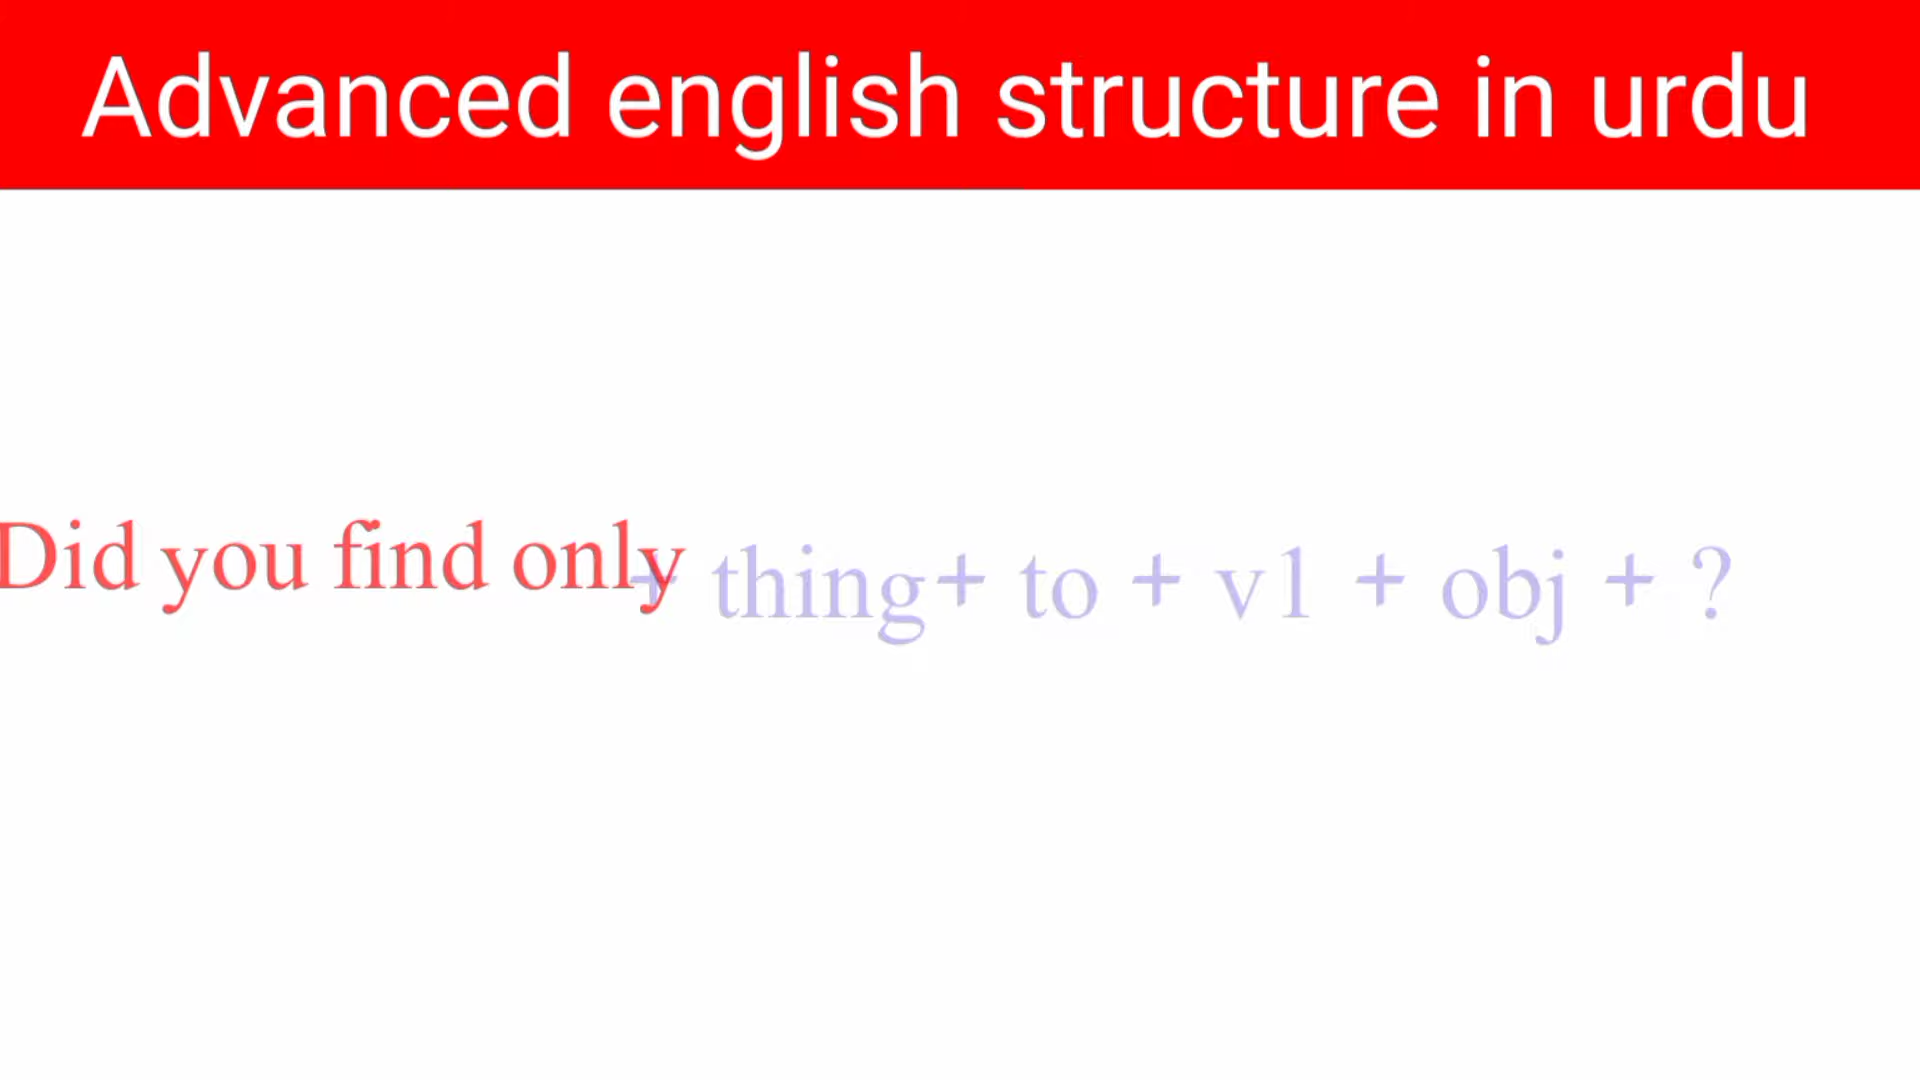 Advanced english structure in urdu
Did you find only + thing+ to + v1 + obj + ?